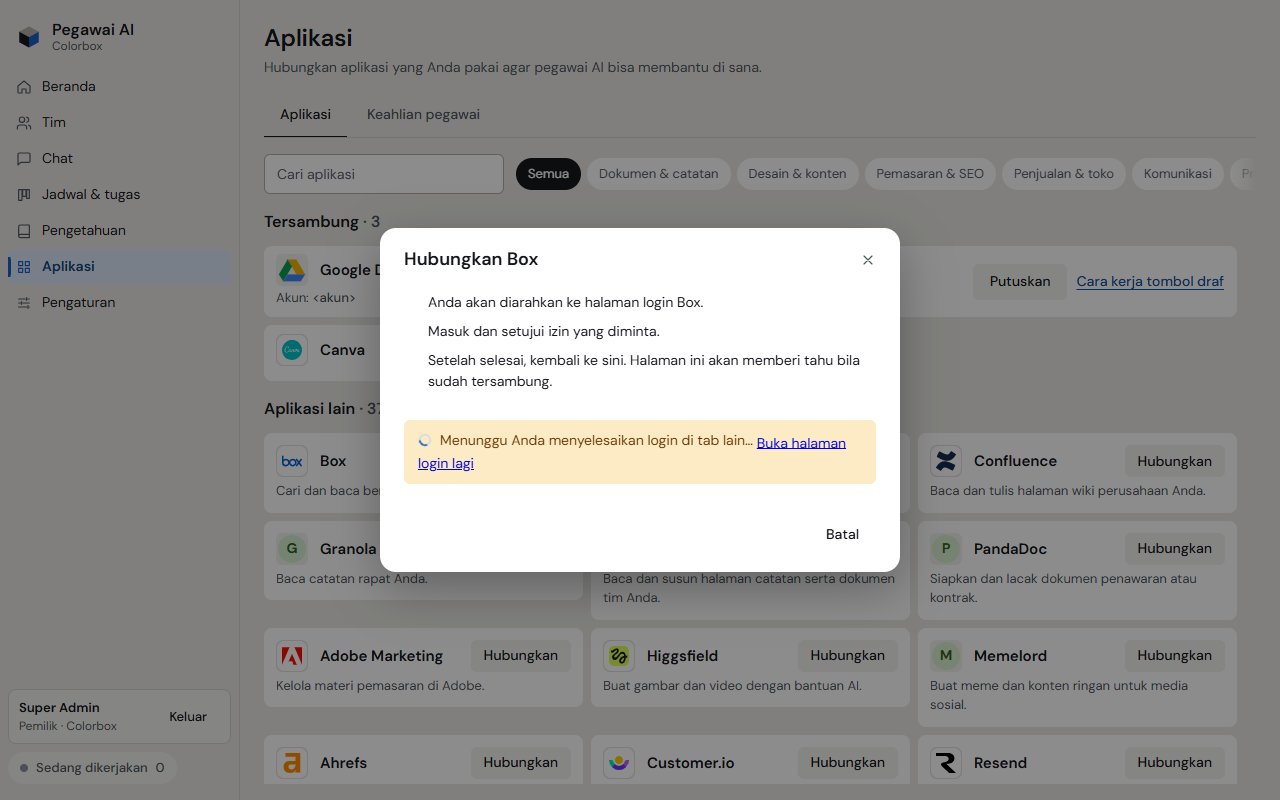 Pegawai AI
Colorbox
Beranda
Tim
Chat
Jadwal & tugas
Pengetahuan
Aplikasi
Pengaturan
Super Admin
Pemilik · Colorbox
Keluar
Sedang dikerjakan 0
Aplikasi
Hubungkan aplikasi yang Anda pakai agar pegawai AI bisa membantu di sana.
Aplikasi
Keahlian pegawai
Cari aplikasi
Semua
Dokumen & catatan
Desain & konten
Pemasaran & SEO
Penjualan & toko
Komunikasi
Tersambung · 3
Google
Akun: <akun>
Putuskan
Cara kerja tombol draf
Canva
Canva
Hubungkan Box
Anda akan diarahkan ke halaman login Box.
Masuk dan setujui izin yang diminta.
Setelah selesai, kembali ke sini. Halaman ini akan memberi tahu bila
sudah tersambung.
Menunggu Anda menyelesaikan login di tab lain… Buka halaman
login lagi
Batal
Aplikasi lain · 37
box
Box
Cari dan baca
Confluence
Hubungkan
Baca dan tulis halaman wiki perusahaan Anda.
G
Granola
Baca catatan rapat Anda.
Baca dan susun halaman catatan serta dokumen
tim Anda.
P
PandaDoc
Hubungkan
Siapkan dan lacak dokumen penawaran atau
kontrak.
Adobe Marketing
Hubungkan
Kelola materi pemasaran di Adobe.
Higgsfield
Hubungkan
Buat gambar dan video dengan bantuan AI.
M
Memelord
Hubungkan
Buat meme dan konten ringan untuk media
sosial.
a
Ahrefs
Hubungkan
Customer.io
Hubungkan
Resend
Hubungkan